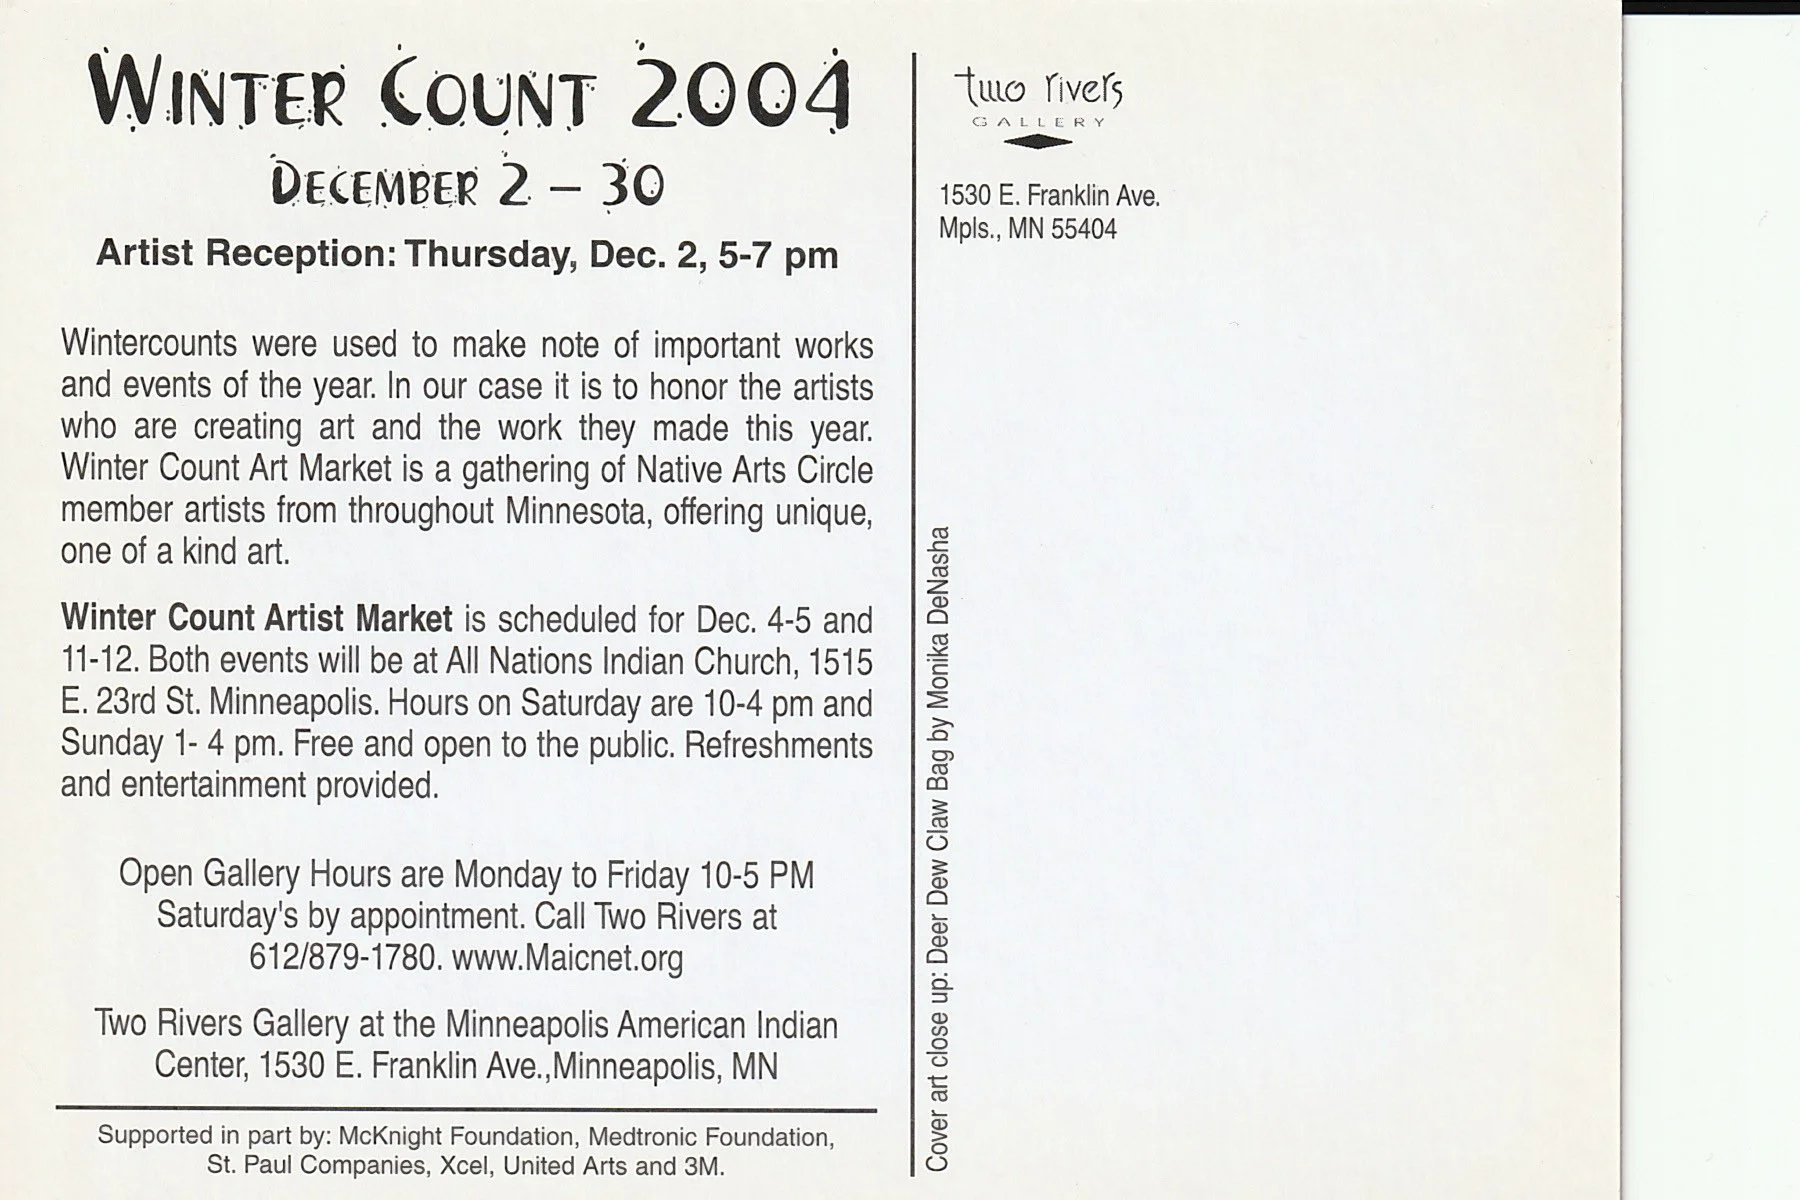 Winter Count 2004
December 2 – 30
Artist Reception: Thursday, Dec. 2, 5-7 pm
Wintercounts were used to make note of important works
and events of the year. In our case it is to honor the artists
who are creating art and the work they made this year.
Winter Count Art Market is a gathering of Native Arts Circle
member artists from throughout Minnesota, offering unique,
one of a kind art.
Winter Count Artist Market is scheduled for Dec. 4-5 and
11-12. Both events will be at All Nations Indian Church, 1515
E. 23rd St. Minneapolis. Hours on Saturday are 10-4 pm and
Sunday 1- 4 pm. Free and open to the public. Refreshments
and entertainment provided.
Open Gallery Hours are Monday to Friday 10-5 PM
Saturday's by appointment. Call Two Rivers at
612/879-1780. www.Maicnet.org
Two Rivers Gallery at the Minneapolis American Indian
Center, 1530 E. Franklin Ave.,Minneapolis, MN
Supported in part by: McKnight Foundation, Medtronic Foundation,
St. Paul Companies, Xcel, United Arts and 3M.
two rivers
GALLERY
1530 E. Franklin Ave.
Mpls., MN 55404
Cover art close up: Deer Dew Claw Bag by Monika DeNasha